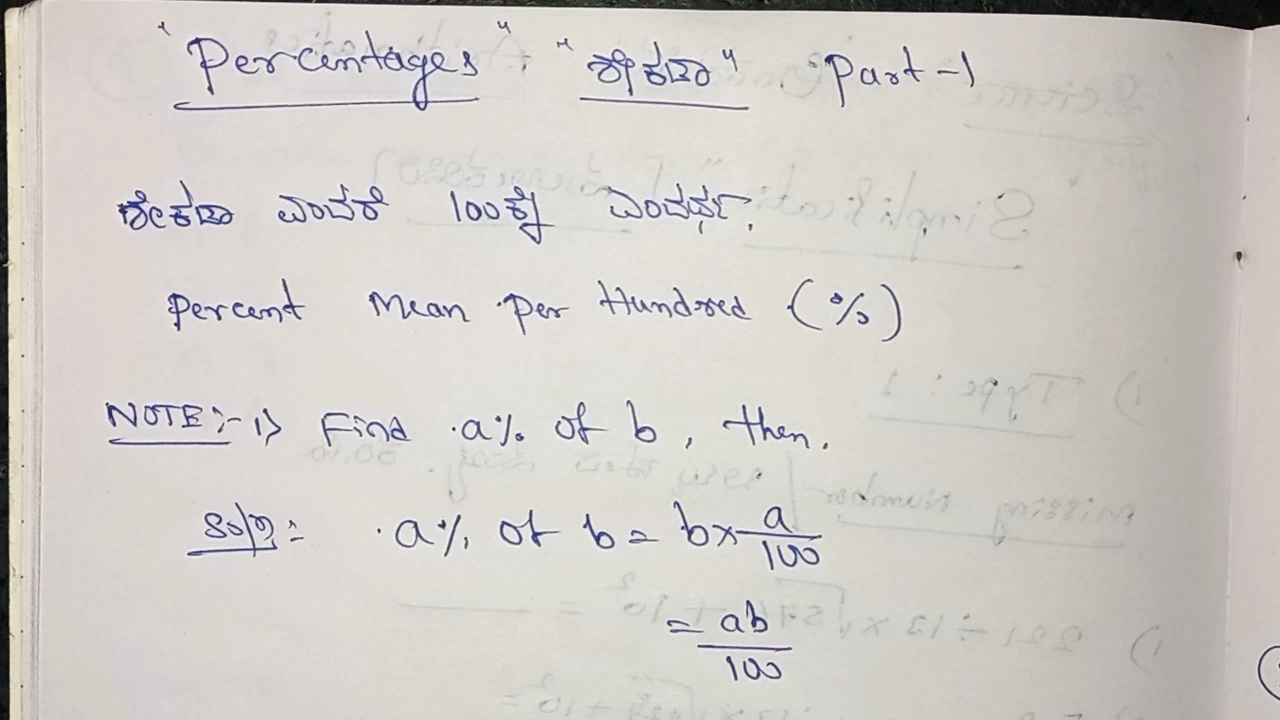 "Percentages" "ಶೇಕಡಾ" Part-1
ಶೇಕಡಾ ಎಂದರೆ 100ಕ್ಕೆ ಎಂದರ್ಥ.
Percent Mean Per Hundred (%)
NOTE:- 1) Find a% of b, then.
Soln: a% of b = b×a/100
= ab/100